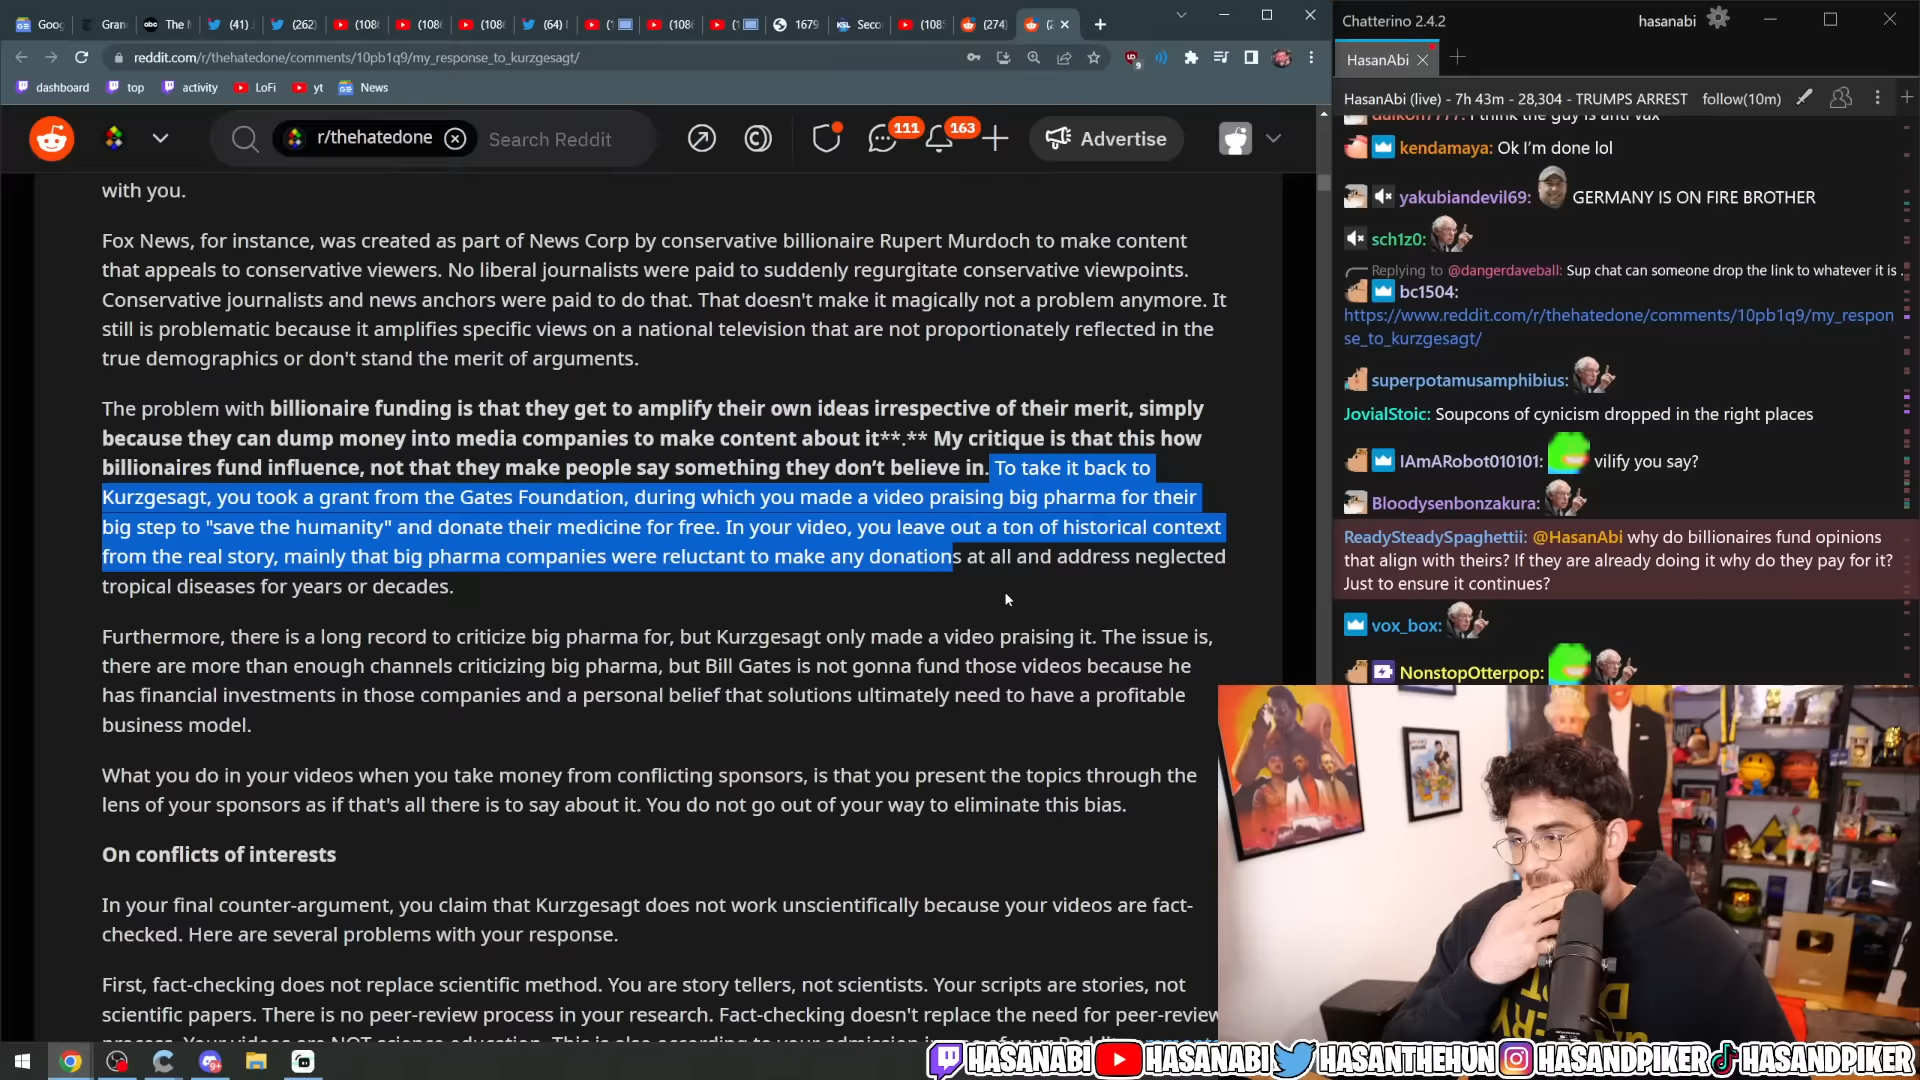 Goog
Gran
The M
(41)
(262)
(108
(108
(108
(64)
(1
(108
(1
1679
Seco
(108
(274)
(2
reddit.com/r/thehatedone/comments/10pb1q9/my_response_to_kurzgesagt/
dashboard
top
activity
LoFi
yt
News
r/thehatedone
Search Reddit
111
163
Advertise
with you.
Fox News, for instance, was created as part of News Corp by conservative billionaire Rupert Murdoch to make content
that appeals to conservative viewers. No liberal journalists were paid to suddenly regurgitate conservative viewpoints.
Conservative journalists and news anchors were paid to do that. That doesn't make it magically not a problem anymore. It
still is problematic because it amplifies specific views on a national television that are not proportionately reflected in the
true demographics or don't stand the merit of arguments.
The problem with billionaire funding is that they get to amplify their own ideas irrespective of their merit, simply
because they can dump money into media companies to make content about it**.** My critique is that this how
billionaires fund influence, not that they make people say something they don't believe in. To take it back to
Kurzgesagt, you took a grant from the Gates Foundation, during which you made a video praising big pharma for their
big step to "save the humanity" and donate their medicine for free. In your video, you leave out a ton of historical context
from the real story, mainly that big pharma companies were reluctant to make any donations at all and address neglected
tropical diseases for years or decades.
Furthermore, there is a long record to criticize big pharma for, but Kurzgesagt only made a video praising it. The issue is,
there are more than enough channels criticizing big pharma, but Bill Gates is not gonna fund those videos because he
has financial investments in those companies and a personal belief that solutions ultimately need to have a profitable
business model.
What you do in your videos when you take money from conflicting sponsors, is that you present the topics through the
lens of your sponsors as if that's all there is to say about it. You do not go out of your way to eliminate this bias.
On conflicts of interests
In your final counter-argument, you claim that Kurzgesagt does not work unscientifically because your videos are fact-
checked. Here are several problems with your response.
First, fact-checking does not replace scientific method. You are story tellers, not scientists. Your scripts are stories, not
scientific papers. There is no peer-review process in your research. Fact-checking doesn't replace the need for peer-review
Chatterino 2.4.2
hasanabi
HasanAbi
HasanAbi (live) - 7h 43m - 28,304 - TRUMPS ARREST follow(10m)
daikon7777: I think the guy is anti vax
kendamaya: Ok I'm done lol
yakubiandevil69: GERMANY IS ON FIRE BROTHER
sch1z0:
Replying to @dangerdaveball: Sup chat can someone drop the link to whatever it is .
bc1504:
https://www.reddit.com/r/thehatedone/comments/10pb1q9/my_respon
se_to_kurzgesagt/
superpotamusamphibius:
JovialStoic: Soupcons of cynicism dropped in the right places
IAmARobot010101: vilify you say?
Bloodysenbonzakura:
ReadySteadySpaghettii: @HasanAbi why do billionaires fund opinions
that align with theirs? If they are already doing it why do they pay for it?
Just to ensure it continues?
vox_box:
NonstopOtterpop:
HASANABI HASANABI HASANTHEHUN HASANDPIKER HASANDPIKER